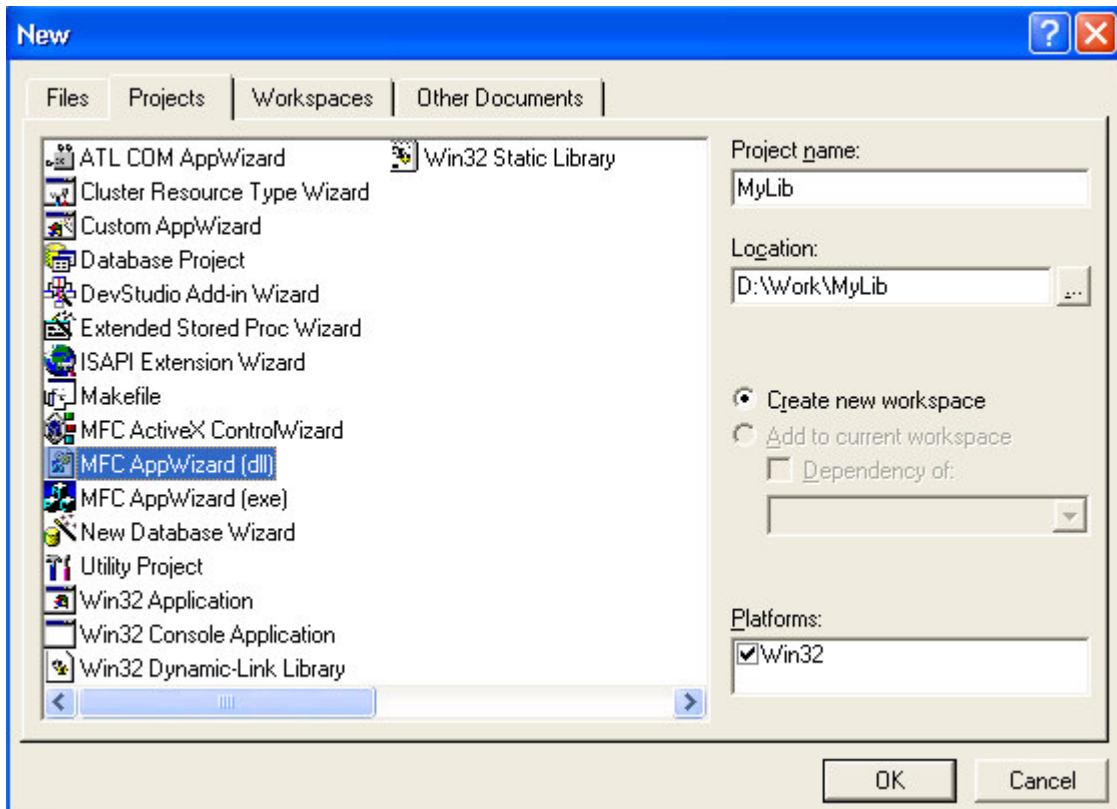 New
Files
Projects
Workspaces
Other Documents
ATL COM AppWizard
Cluster Resource Type Wizard
Custom AppWizard
Database Project
DevStudio Add-in Wizard
Extended Stored Proc Wizard
ISAPI Extension Wizard
Makefile
MFC ActiveX ControlWizard
MFC AppWizard (dll)
MFC AppWizard (exe)
New Database Wizard
Utility Project
Win32 Application
Win32 Console Application
Win32 Dynamic-Link Library
Win32 Static Library
Project name:
MyLib
Location:
D:\Work\MyLib
...
Create new workspace
Add to current workspace
Dependency of:
Platforms:
Win32
OK
Cancel